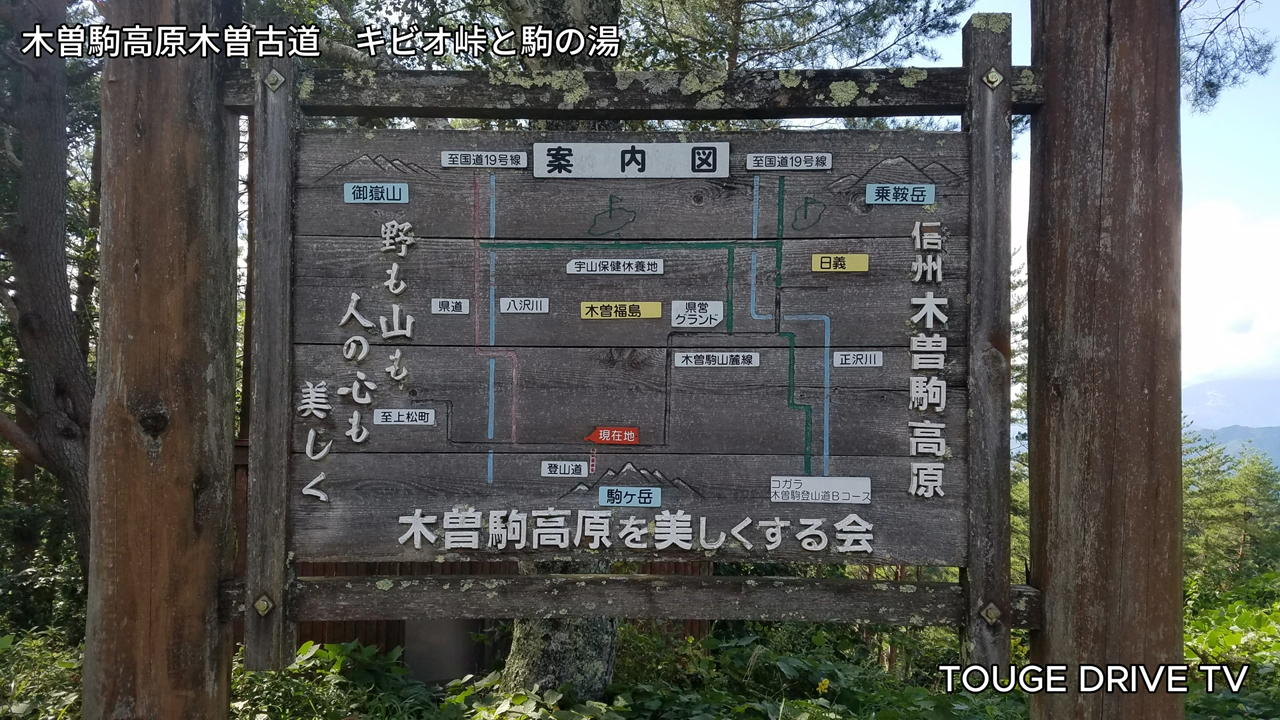 木曽駒高原木曽古道　キビオ峠と駒の湯
至国道19号線
案内図
至国道19号線
御嶽山
乗鞍岳
信州木曽駒高原
野も山も
人の心も
美しく
宇山保健休養地
日義
県道
八沢川
木曽福島
県営
グランド
木曽駒山麓線
正沢川
至上松町
現在地
登山道
駒ヶ岳
コガラ
木曽駒登山道Bコース
木曽駒高原を美しくする会
TOUGE DRIVE TV